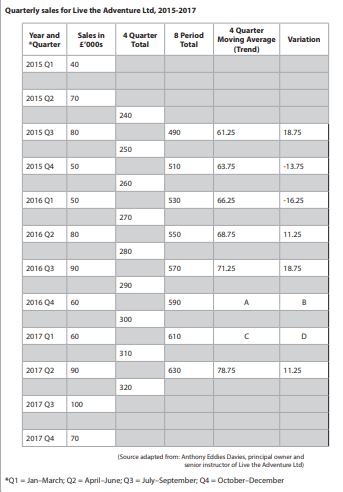 Quarterly sales for Live the Adventure Ltd, 2015-2017
Year and *Quarter Sales in £'000s 4 Quarter Total 8 Period Total 4 Quarter Moving Average (Trend) Variation
2015 Q1 40
2015 Q2 70
240
2015 Q3 80 490 61.25 18.75
250
2015 Q4 50 510 63.75 -13.75
260
2016 Q1 50 530 66.25 -16.25
270
2016 Q2 80 550 68.75 11.25
280
2016 Q3 90 570 71.25 18.75
290
2016 Q4 60 590 A B
300
2017 Q1 60 610 C D
310
2017 Q2 90 630 78.75 11.25
320
2017 Q3 100
2017 Q4 70
(Source adapted from: Anthony Eddies Davies, principal owner and
senior instructor of Live the Adventure Ltd)
*Q1 = Jan–March; Q2 = April–June; Q3 = July–September; Q4 = October–December